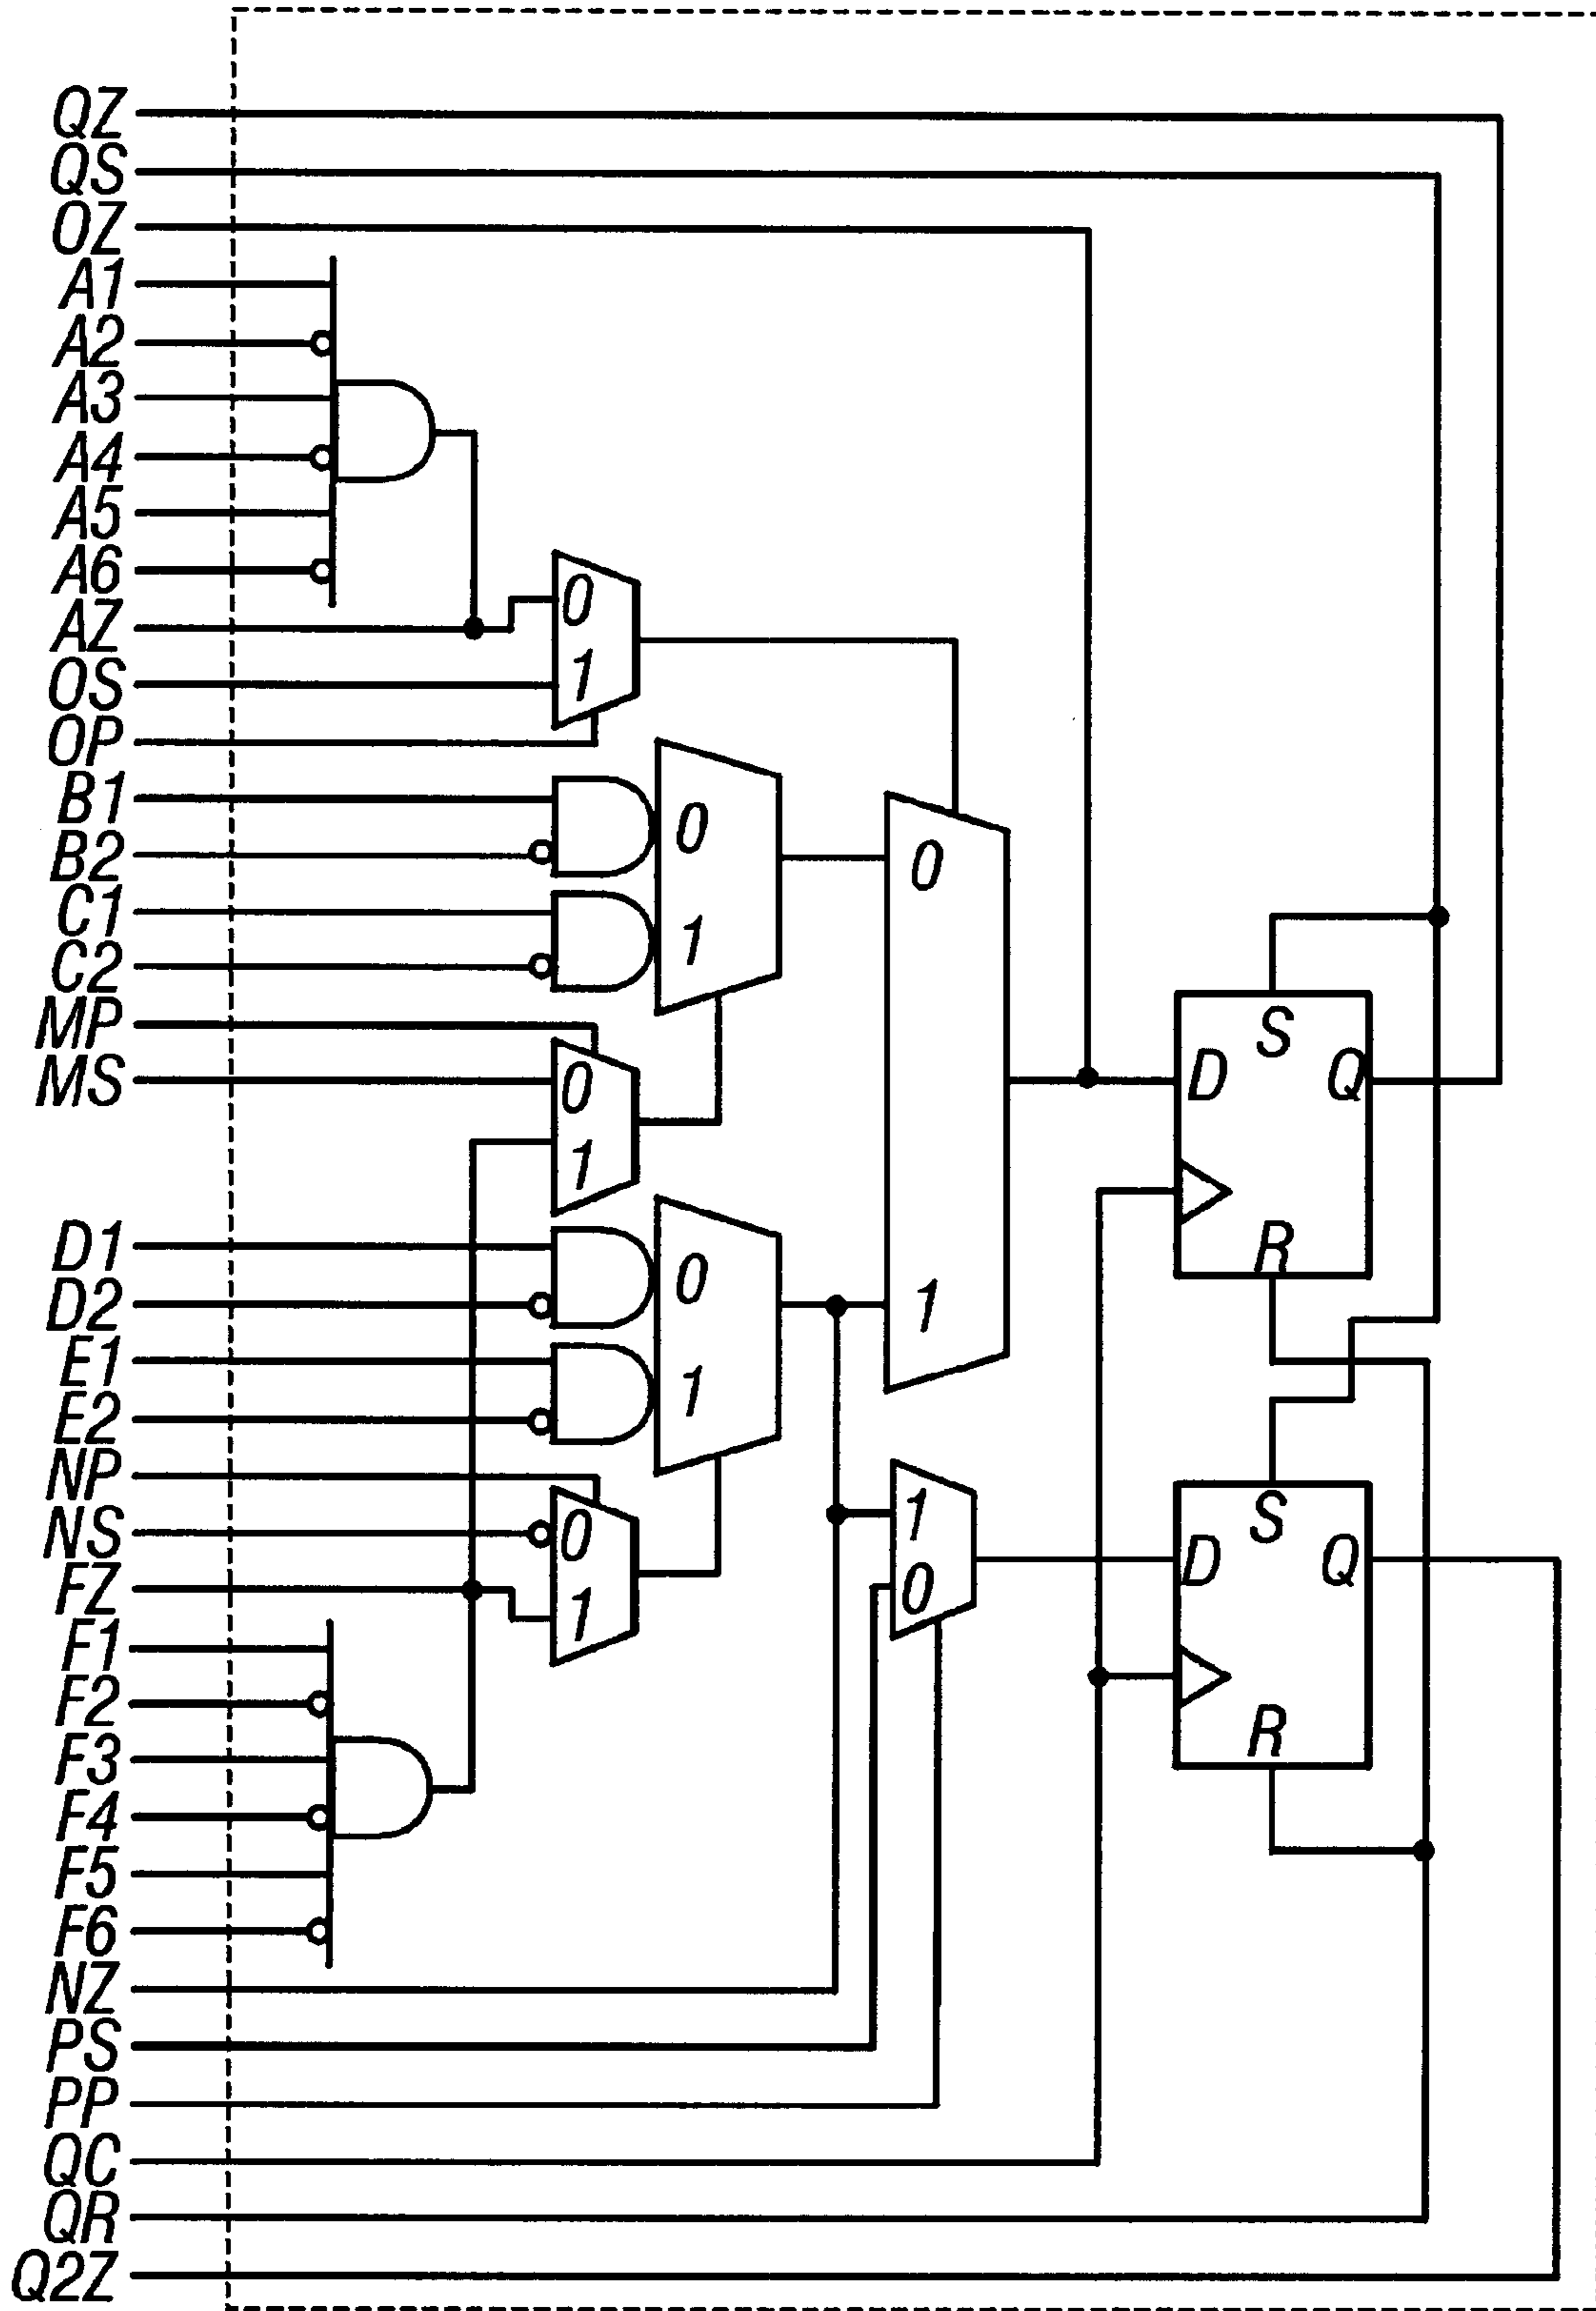 QZ
QS
OZ
A1
A2
A3
A4
A5
A6
AZ
OS
OP
B1
B2
C1
C2
MP
MS
D1
D2
E1
E2
NP
NS
FZ
F1
F2
F3
F4
F5
F6
NZ
PS
PP
QC
QR
Q2Z
0
1
0
1
0
1
0
1
0
1
0
1
1
0
S
D Q
R
S
D Q
R